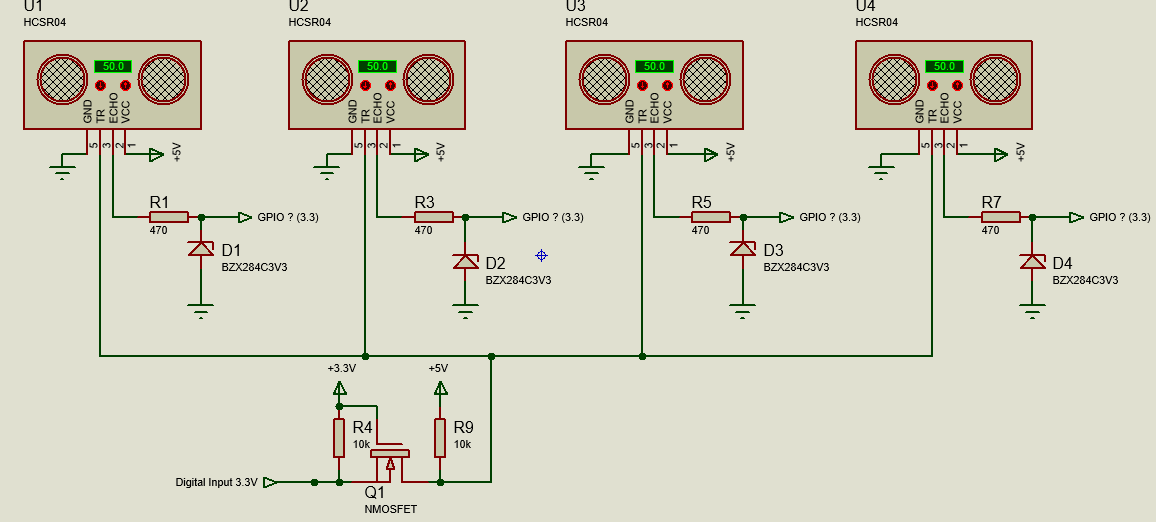 U1
HCSR04
50.0
GND
TR
ECHO
VCC
5
3
2
1
+5V
R1
470
GPIO ? (3.3)
D1
BZX284C3V3
U2
HCSR04
50.0
GND
TR
ECHO
VCC
5
3
2
1
+5V
R3
470
GPIO ? (3.3)
D2
BZX284C3V3
U3
HCSR04
50.0
GND
TR
ECHO
VCC
5
3
2
1
+5V
R5
470
GPIO ? (3.3)
D3
BZX284C3V3
U4
HCSR04
50.0
GND
TR
ECHO
VCC
5
3
2
1
+5V
R7
470
GPIO ? (3.3)
D4
BZX284C3V3
+3.3V
+5V
R4
10k
R9
10k
Digital Input 3.3V
Q1
NMOSFET